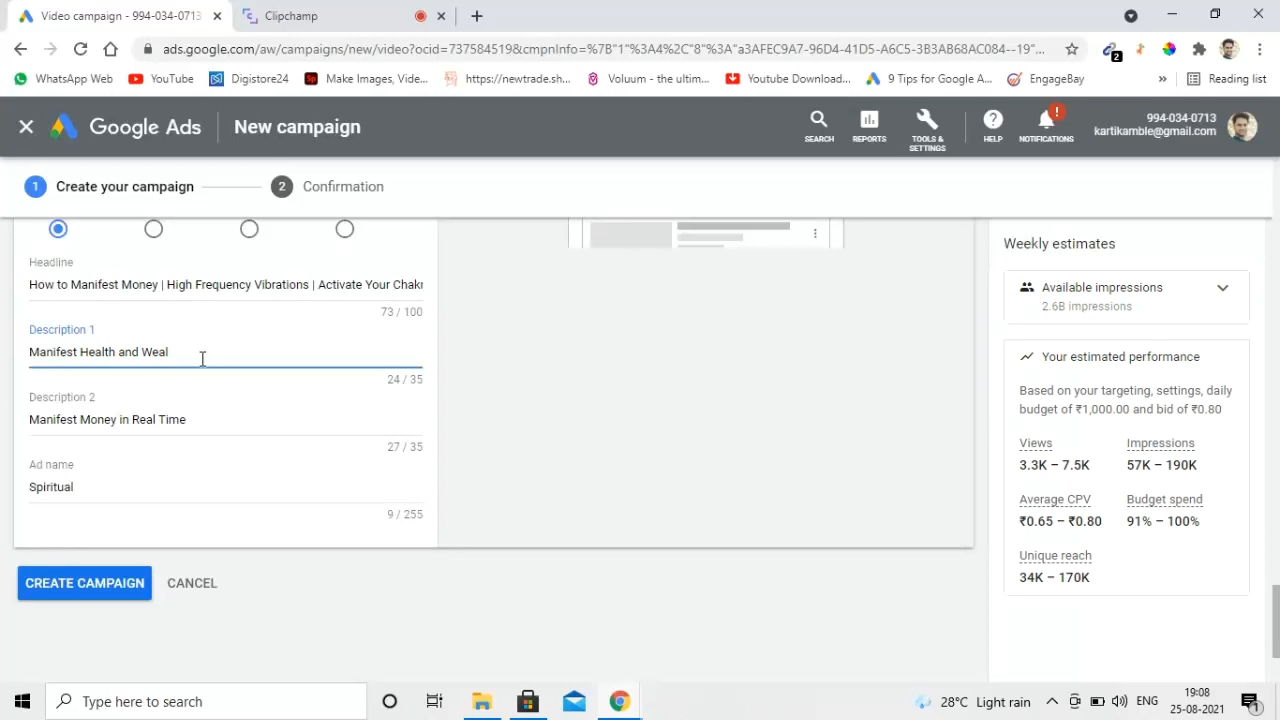 Video campaign - 994-034-0713
Clipchamp
ads.google.com/aw/campaigns/new/video?ocid=737584519&cmpnInfo=%7B"1"%3A4%2C"8"%3A"a3AFEC9A7-96D4-41D5-A6C5-3B3AB68AC084--19"...
2
WhatsApp Web
YouTube
Digistore24
Make Images, Vide...
https://newtrade.sh...
Voluum - the ultim...
Youtube Download...
9 Tips for Google A...
EngageBay
»
Reading list
Google Ads
New campaign
SEARCH
REPORTS
TOOLS & SETTINGS
HELP
!
NOTIFICATIONS
994-034-0713
kartikamble@gmail.com
1 Create your campaign
2 Confirmation
Headline
How to Manifest Money | High Frequency Vibrations | Activate Your Chakr
73 / 100
Description 1
Manifest Health and Weal
24 / 35
Description 2
Manifest Money in Real Time
27 / 35
Ad name
Spiritual
9 / 255
CREATE CAMPAIGN
CANCEL
Weekly estimates
Available impressions
2.6B impressions
Your estimated performance
Based on your targeting, settings, daily
budget of ₹1,000.00 and bid of ₹0.80
Views
Impressions
3.3K – 7.5K
57K – 190K
Average CPV
Budget spend
₹0.65 – ₹0.80
91% – 100%
Unique reach
34K – 170K
Type here to search
28°C Light rain
ENG
19:08
25-08-2021
1